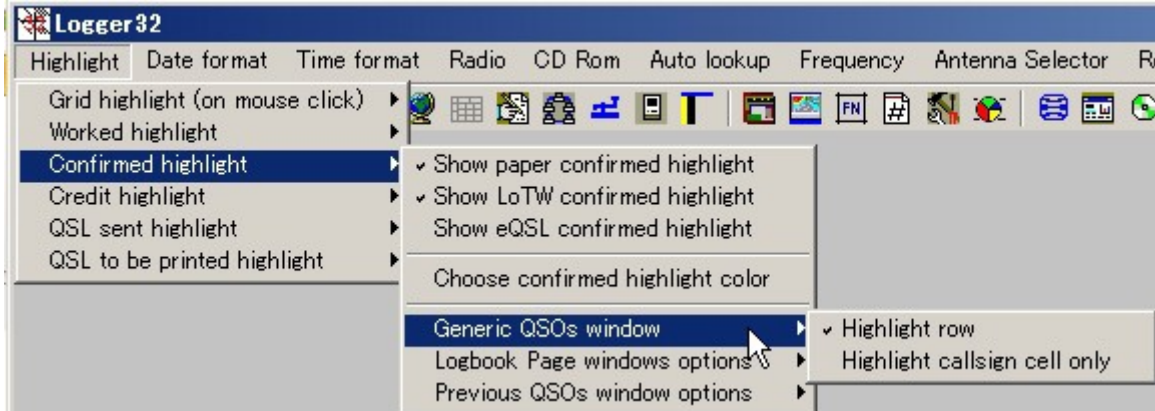 Logger32
Highlight Date format Time format Radio CD Rom Auto lookup Frequency Antenna Selector
Grid highlight (on mouse click)
Worked highlight
Confirmed highlight
Credit highlight
QSL sent highlight
QSL to be printed highlight
FN #
Show paper confirmed highlight
Show LoTW confirmed highlight
Show eQSL confirmed highlight
Choose confirmed highlight color
Generic QSOs window
Logbook Page windows options
Previous QSOs window options
Highlight row
Highlight callsign cell only